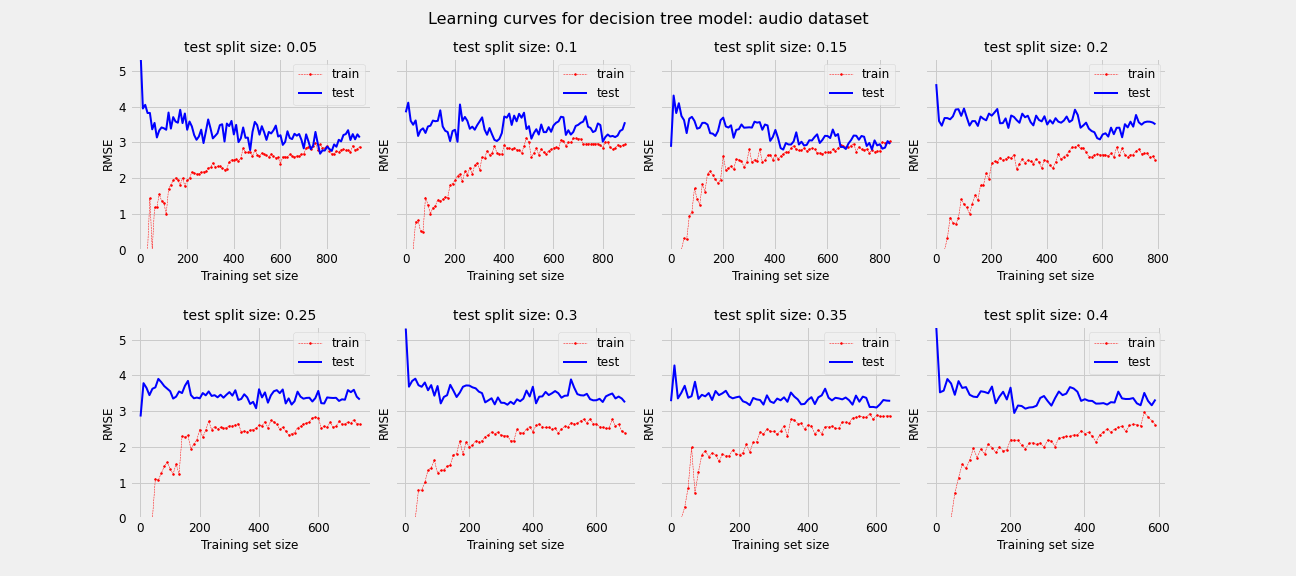 Learning curves for decision tree model: audio dataset
test split size: 0.05
test split size: 0.1
test split size: 0.15
test split size: 0.2
5
4
3
2
1
0
RMSE
train
test
RMSE
train
test
RMSE
train
test
RMSE
train
test
0 200 400 600 800
0 200 400 600 800
0 200 400 600 800
0 200 400 600 800
Training set size
Training set size
Training set size
Training set size
test split size: 0.25
test split size: 0.3
test split size: 0.35
test split size: 0.4
5
4
3
2
1
0
RMSE
train
test
RMSE
train
test
RMSE
train
test
RMSE
train
test
0 200 400 600
0 200 400 600
0 200 400 600
0 200 400 600
Training set size
Training set size
Training set size
Training set size